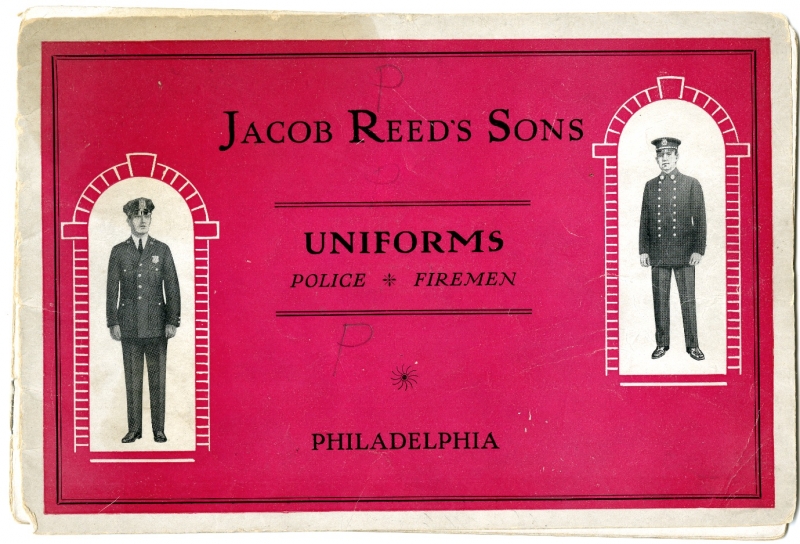 P
JACOB REED'S SONS
UNIFORMS
POLICE ⁜ FIREMEN
P
PHILADELPHIA